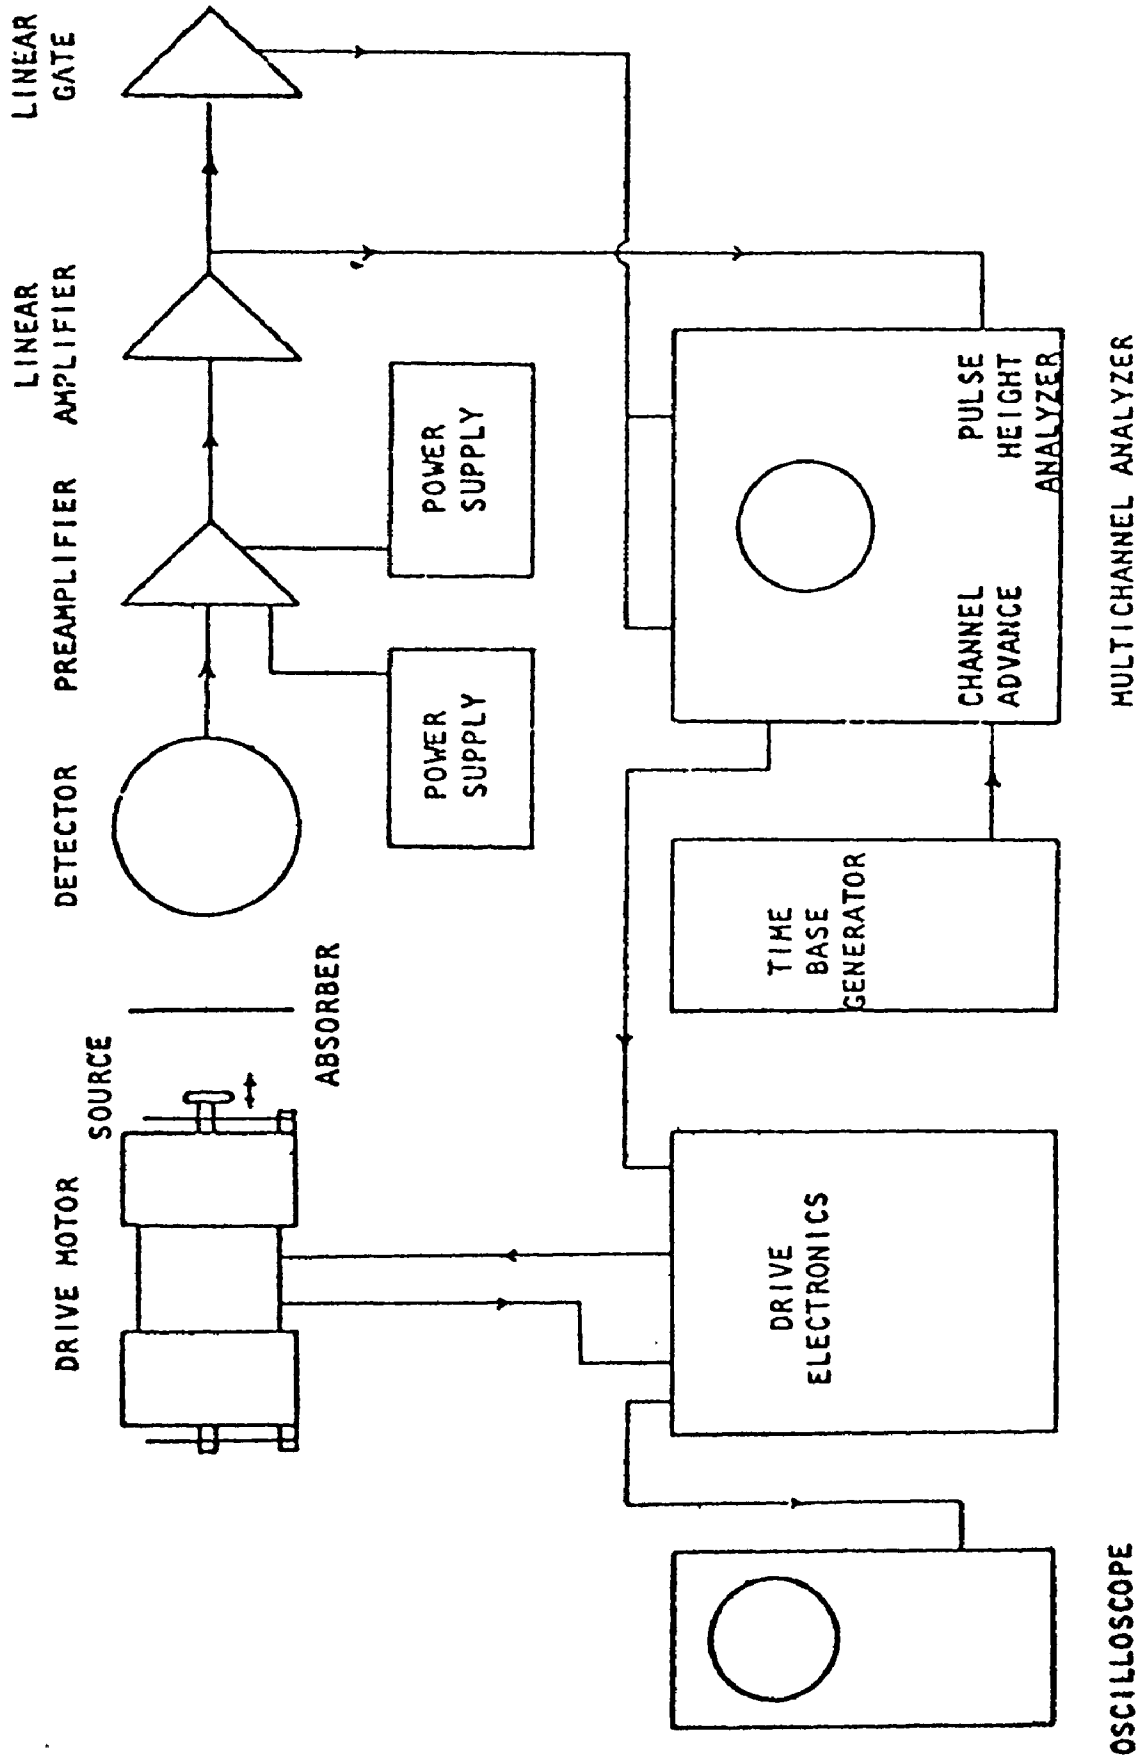 DRIVE MOTOR
SOURCE
ABSORBER
DETECTOR
PREAMPLIFIER
LINEAR
AMPLIFIER
LINEAR
GATE
POWER
SUPPLY
POWER
SUPPLY
DRIVE
ELECTRONICS
TIME
BASE
GENERATOR
CHANNEL
ADVANCE
PULSE
HEIGHT
ANALYZER
OSCILLOSCOPE
MULTICHANNEL ANALYZER